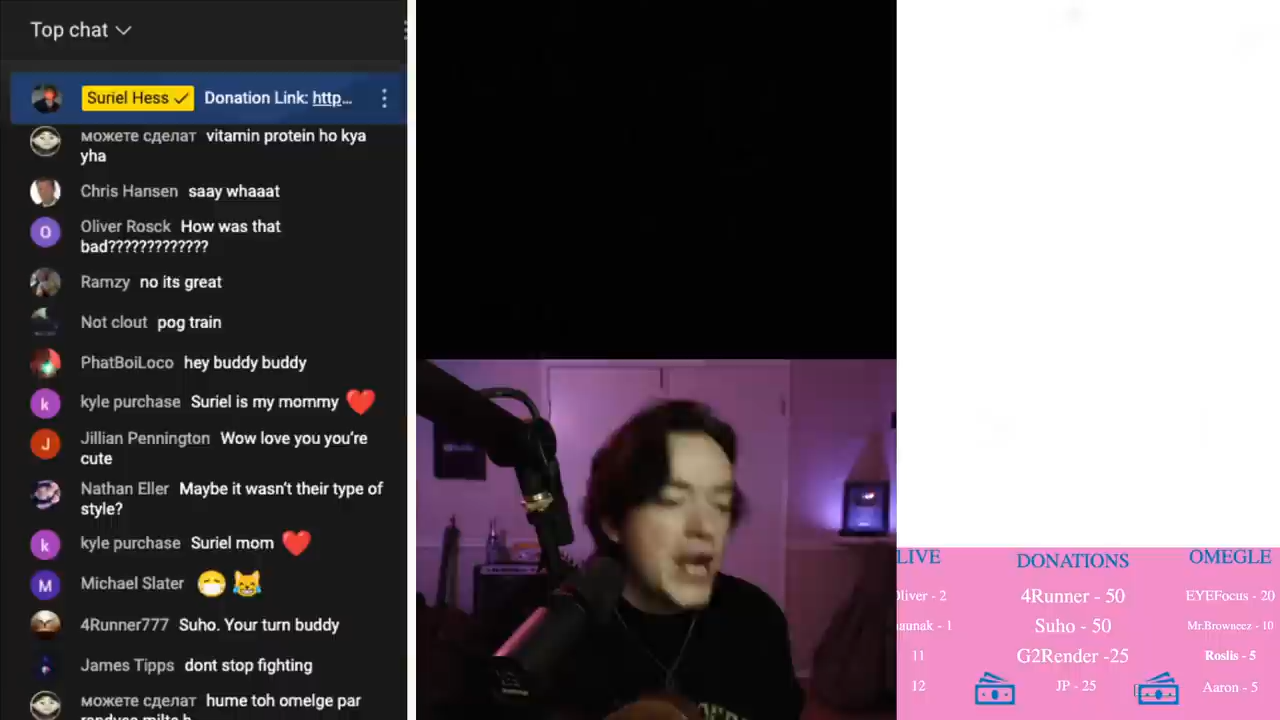 Top chat
Suriel Hess Donation Link: http...
можете сделат vitamin protein ho kya
yha
Chris Hansen saay whaaat
Oliver Rosck How was that
bad?????????????
Ramzy no its great
Not clout pog train
PhatBoiLoco hey buddy buddy
kyle purchase Suriel is my mommy ❤️
Jillian Pennington Wow love you you're
cute
Nathan Eller Maybe it wasn't their type of
style?
kyle purchase Suriel mom ❤️
Michael Slater 😷 😹
4Runner777 Suho. Your turn buddy
James Tipps dont stop fighting
можете сделат hume toh omelge par
LIVE
Oliver - 2
11
12
DONATIONS
4Runner - 50
Suho - 50
G2Render -25
JP - 25
OMEGLE
EYEFocus - 20
Mr.Browneez - 10
Roslis - 5
Aaron - 5